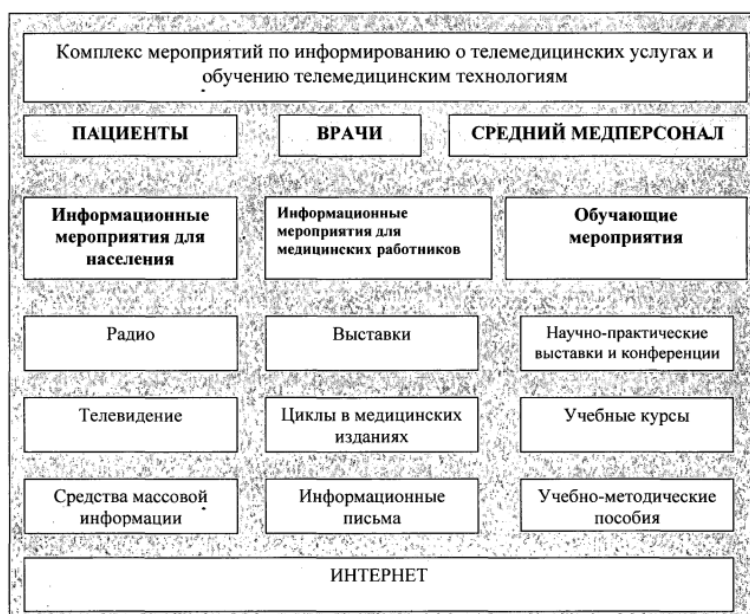 Комплекс мероприятий по информированию о телемедицинских услугах и
обучению телемедицинским технологиям
ПАЦИЕНТЫ
ВРАЧИ
СРЕДНИЙ МЕДПЕРСОНАЛ
Информационные
мероприятия для
населения
Информационные
мероприятия для
медицинских работников
Обучающие
мероприятия
Радио
Выставки
Научно-практические
выставки и конференции
Телевидение
Циклы в медицинских
изданиях
Учебные курсы
Средства массовой
информации
Информационные
письма
Учебно-методические
пособия
ИНТЕРНЕТ